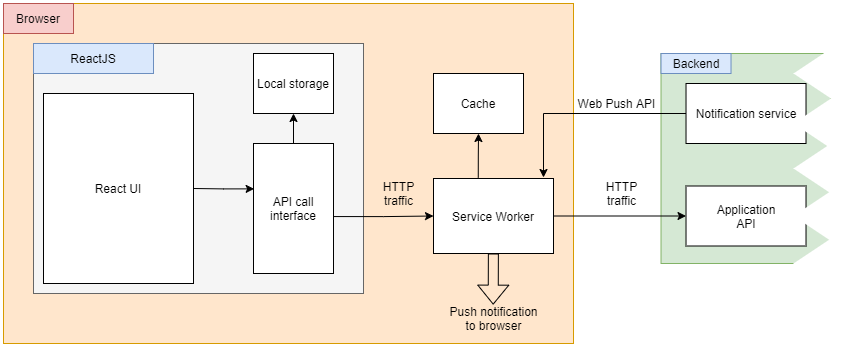 Browser
ReactJS
Local storage
React UI
API call
interface
HTTP
traffic
Cache
Service Worker
Push notification
to browser
Web Push API
HTTP
traffic
Backend
Notification service
Application
API